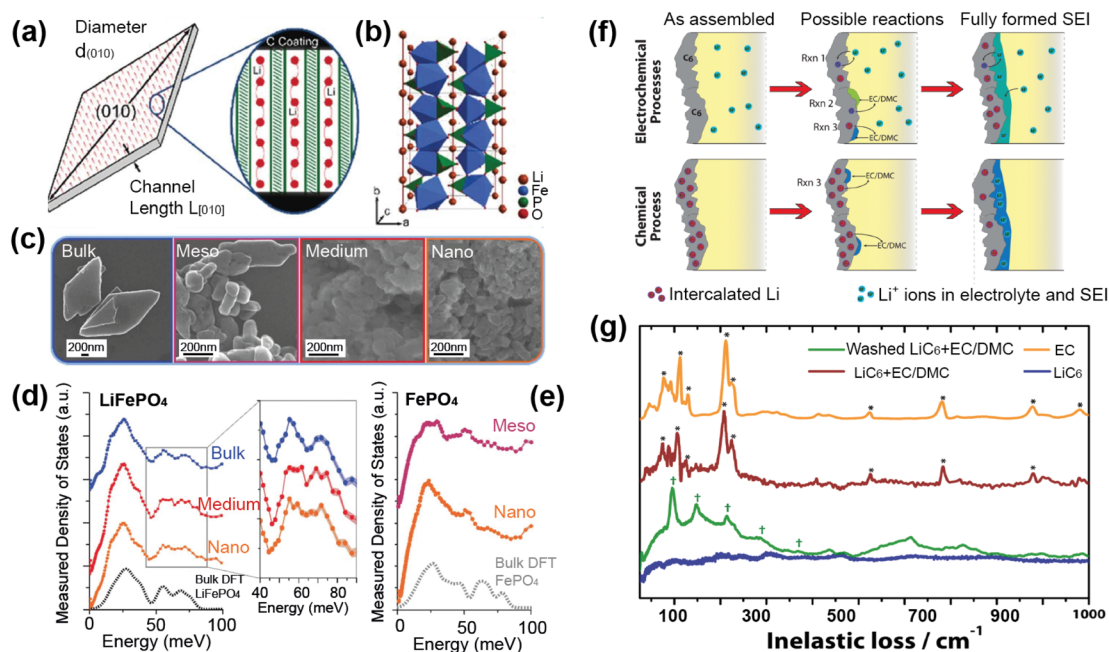 (a)
Diameter
d(010)
(010)
Channel
Length L[010]
C Coating
Li
Li
Li
(b)
b
c
a
Li
Fe
P
O
(c)
Bulk
Meso
Medium
Nano
200nm
200nm
200nm
200nm
(d)
LiFePO4
Measured Density of States (a.u.)
Bulk
Medium
Nano
Bulk DFT
LiFePO4
0
50
100
Energy (meV)
40
60
80
Energy (meV)
(e)
FePO4
Measured Density of States (a.u.)
Meso
Nano
Bulk DFT
FePO4
0
50
100
Energy (meV)
(f)
As assembled
Possible reactions
Fully formed SEI
Electrochemical
Processes
C6
C6
Rxn 1
Rxn 2
EC/DMC
Rxn 3
EC/DMC
Chemical
Process
Rxn 3
EC/DMC
EC/DMC
Intercalated Li
Li+ ions in electrolyte and SEI
(g)
Washed LiC6+EC/DMC
EC
LiC6+EC/DMC
LiC6
* * * * * * * * * *
* * * * * * * * *
† † † † †
100 200 300 400 500 600 700 800 900 1000
Inelastic loss / cm-1